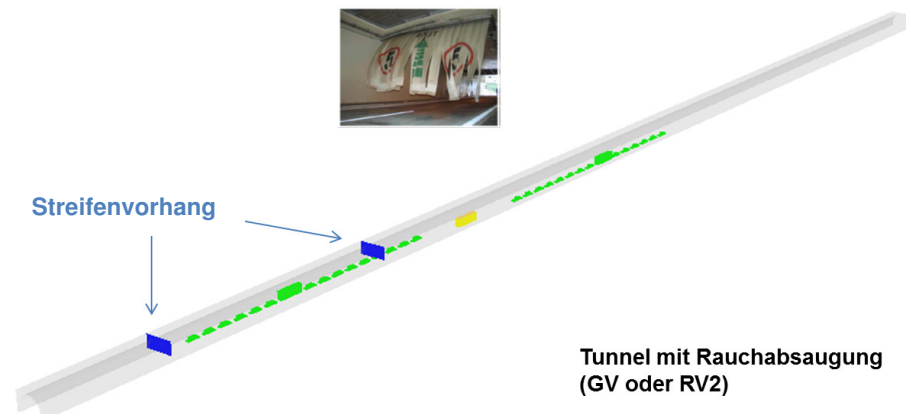 Streifenvorhang
Tunnel mit Rauchabsaugung
(GV oder RV2)